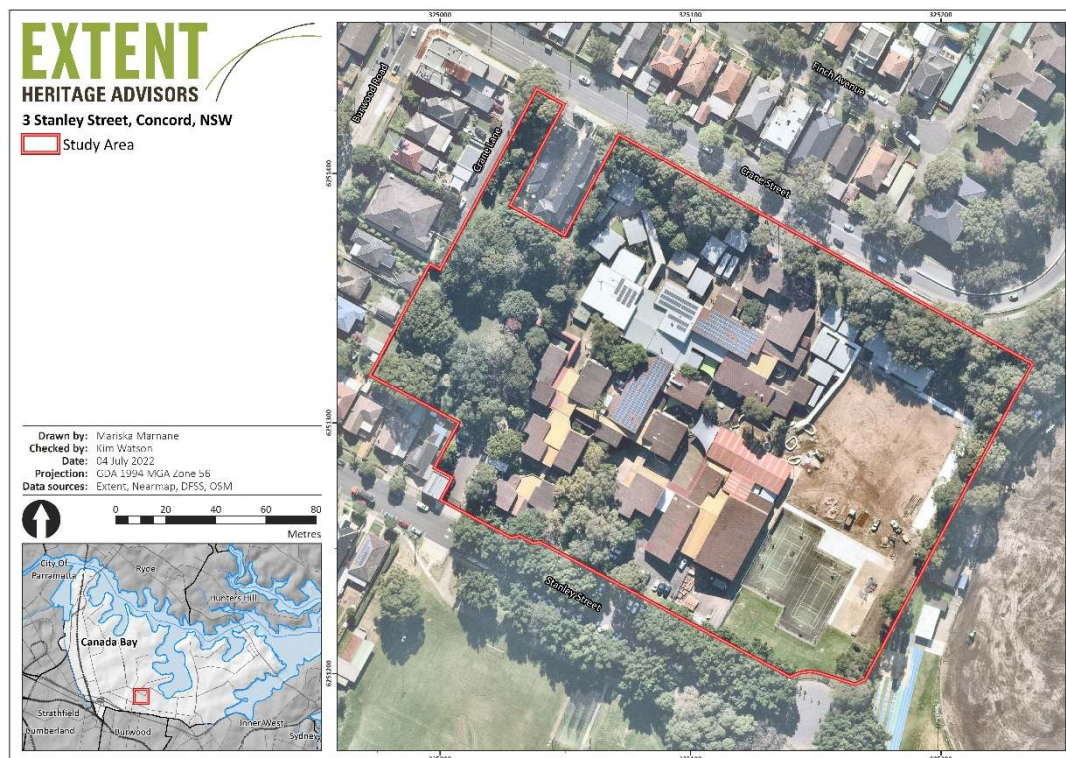 EXTENT
HERITAGE ADVISORS
3 Stanley Street, Concord, NSW
Study Area
Drawn by: Mariska Marnane
Checked by: Kim Watson
Date: 04 July 2022
Projection: GDA 1994 MGA Zone 56
Data sources: Extent, Nearmap, DFSS, OSM
0 20 40 60 80
Metres
City Of
Parramatta
Ryde
Hunters Hill
Canada Bay
Strathfield
Cumberland
Burwood
Inner West
Sydney
325000
325100
325200
6251400
6251300
6251200
Burwood Road
Crane Lane
Finch Avenue
Crane Street
Stanley Street